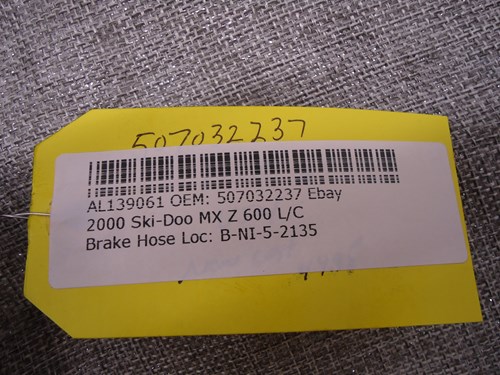 507032237
AL139061 OEM: 507032237 Ebay
2000 Ski-Doo MX Z 600 L/C
Brake Hose Loc: B-NI-5-2135